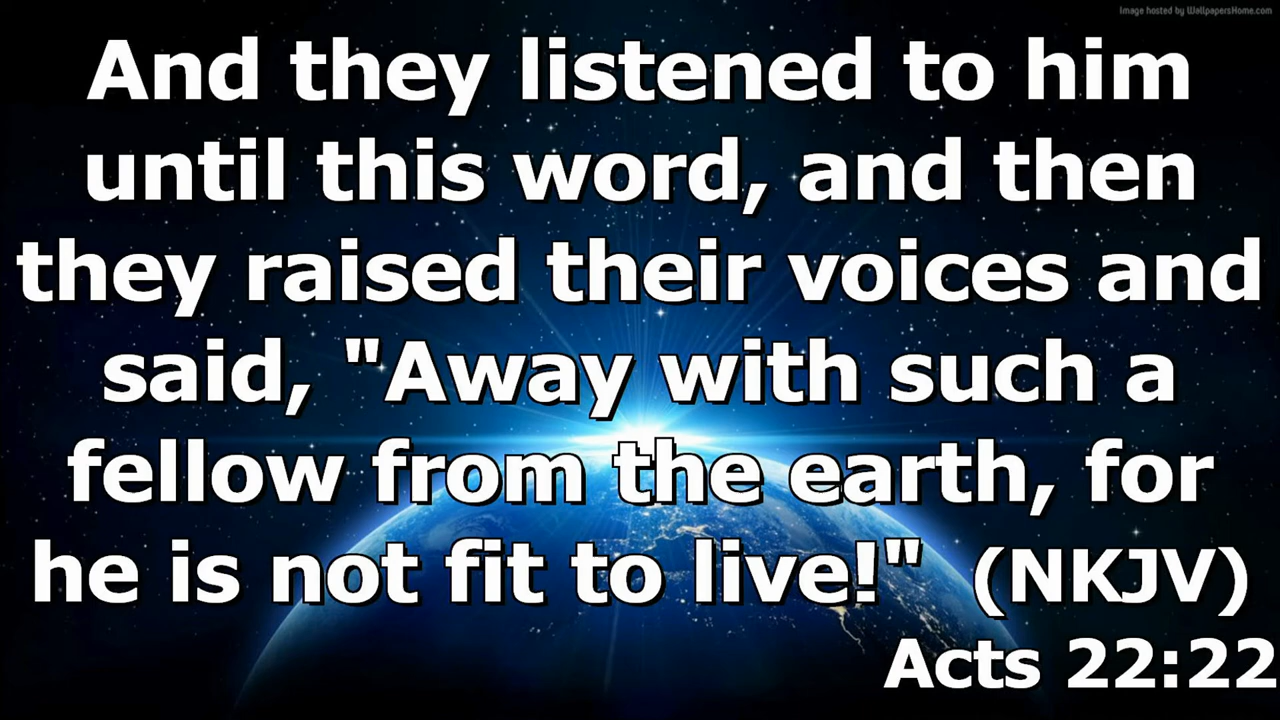 Image hosted by WallpapersHome.com
And they listened to him
until this word, and then
they raised their voices and
said, "Away with such a
fellow from the earth, for
he is not fit to live!" (NKJV)
Acts 22:22